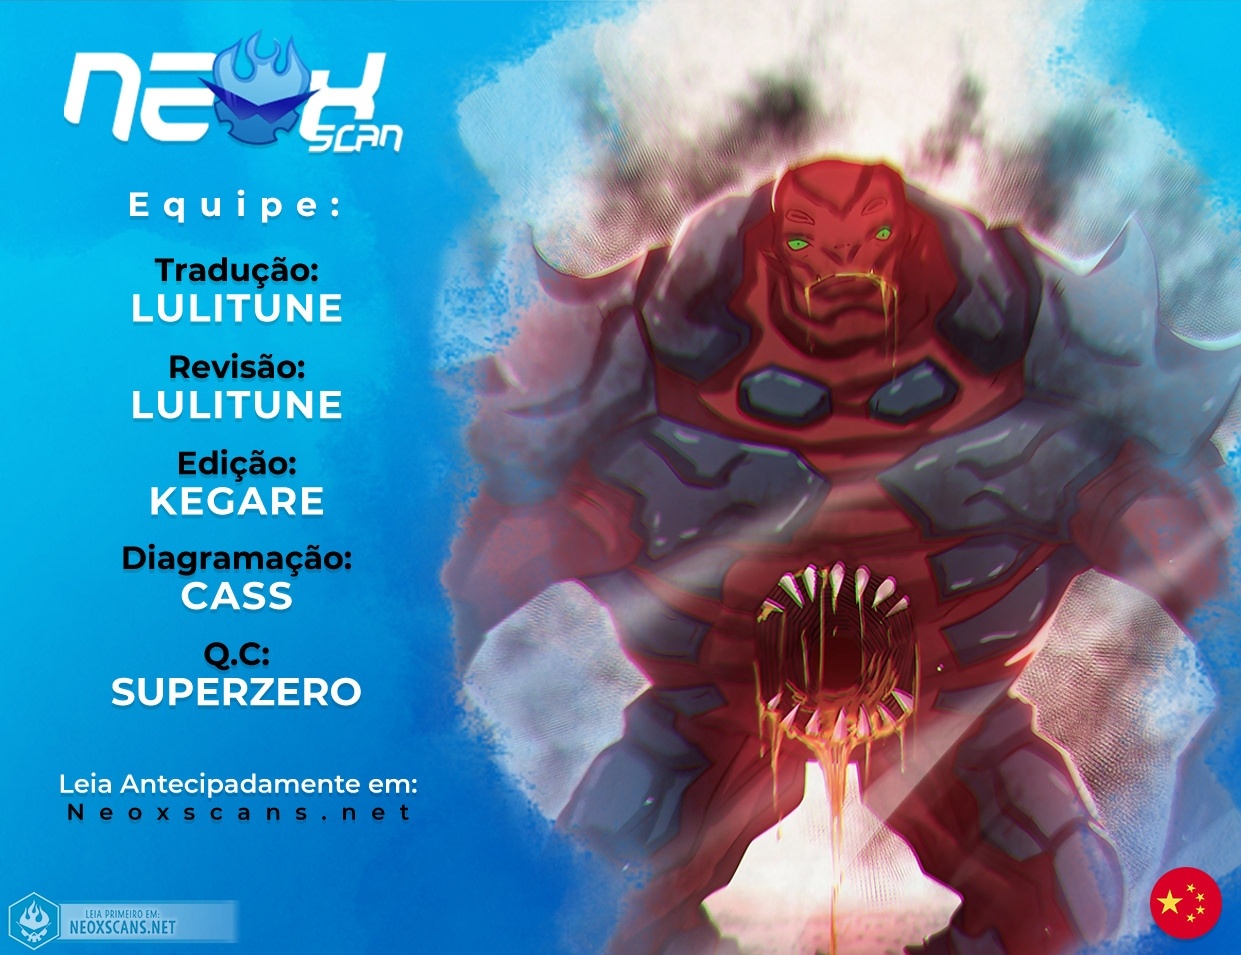 NEOX
SCAN
Equipe:
Tradução:
LULITUNE
Revisão:
LULITUNE
Edição:
KEGARE
Diagramação:
CASS
Q.C:
SUPERZERO
Leia Antecipadamente em:
Neoxscans.net
LEIA PRIMEIRO EM:
NEOXSCANS.NET